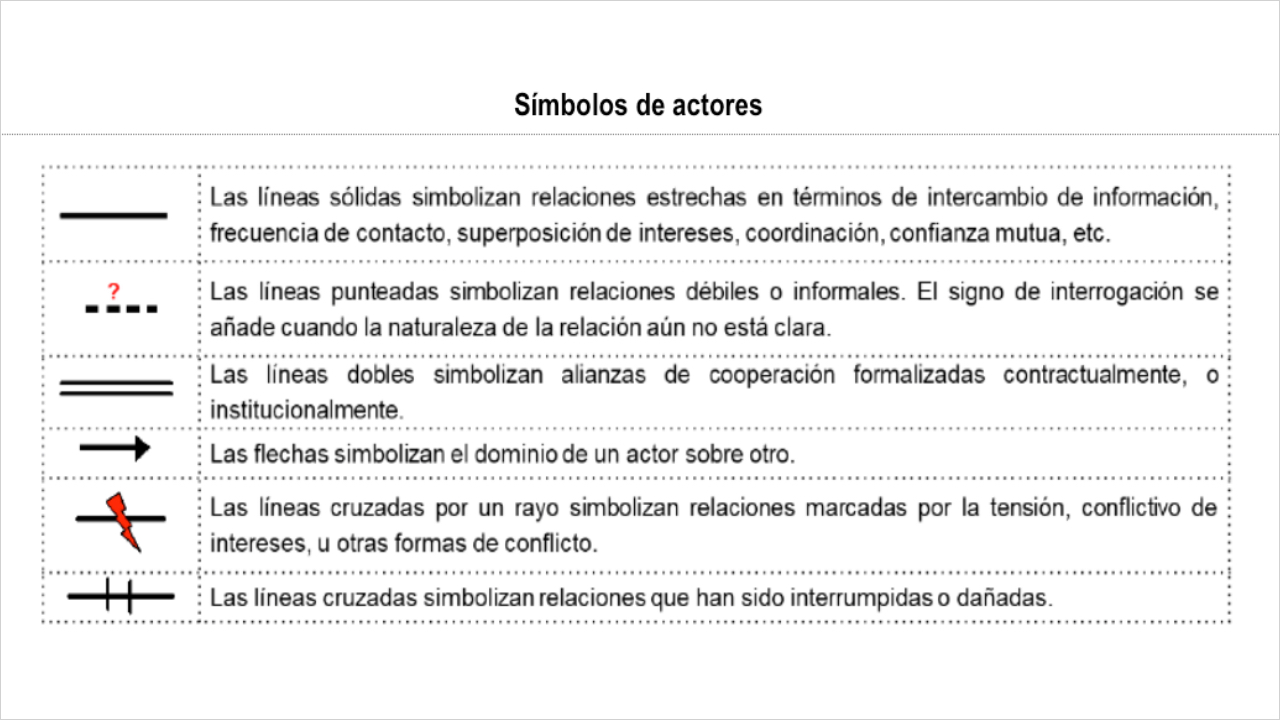 Símbolos de actores
Las líneas sólidas simbolizan relaciones estrechas en términos de intercambio de información,
frecuencia de contacto, superposición de intereses, coordinación, confianza mutua, etc.
?
Las líneas punteadas simbolizan relaciones débiles o informales. El signo de interrogación se
añade cuando la naturaleza de la relación aún no está clara.
Las líneas dobles simbolizan alianzas de cooperación formalizadas contractualmente, o
institucionalmente.
Las flechas simbolizan el dominio de un actor sobre otro.
Las líneas cruzadas por un rayo simbolizan relaciones marcadas por la tensión, conflictivo de
intereses, u otras formas de conflicto.
Las líneas cruzadas simbolizan relaciones que han sido interrumpidas o dañadas.